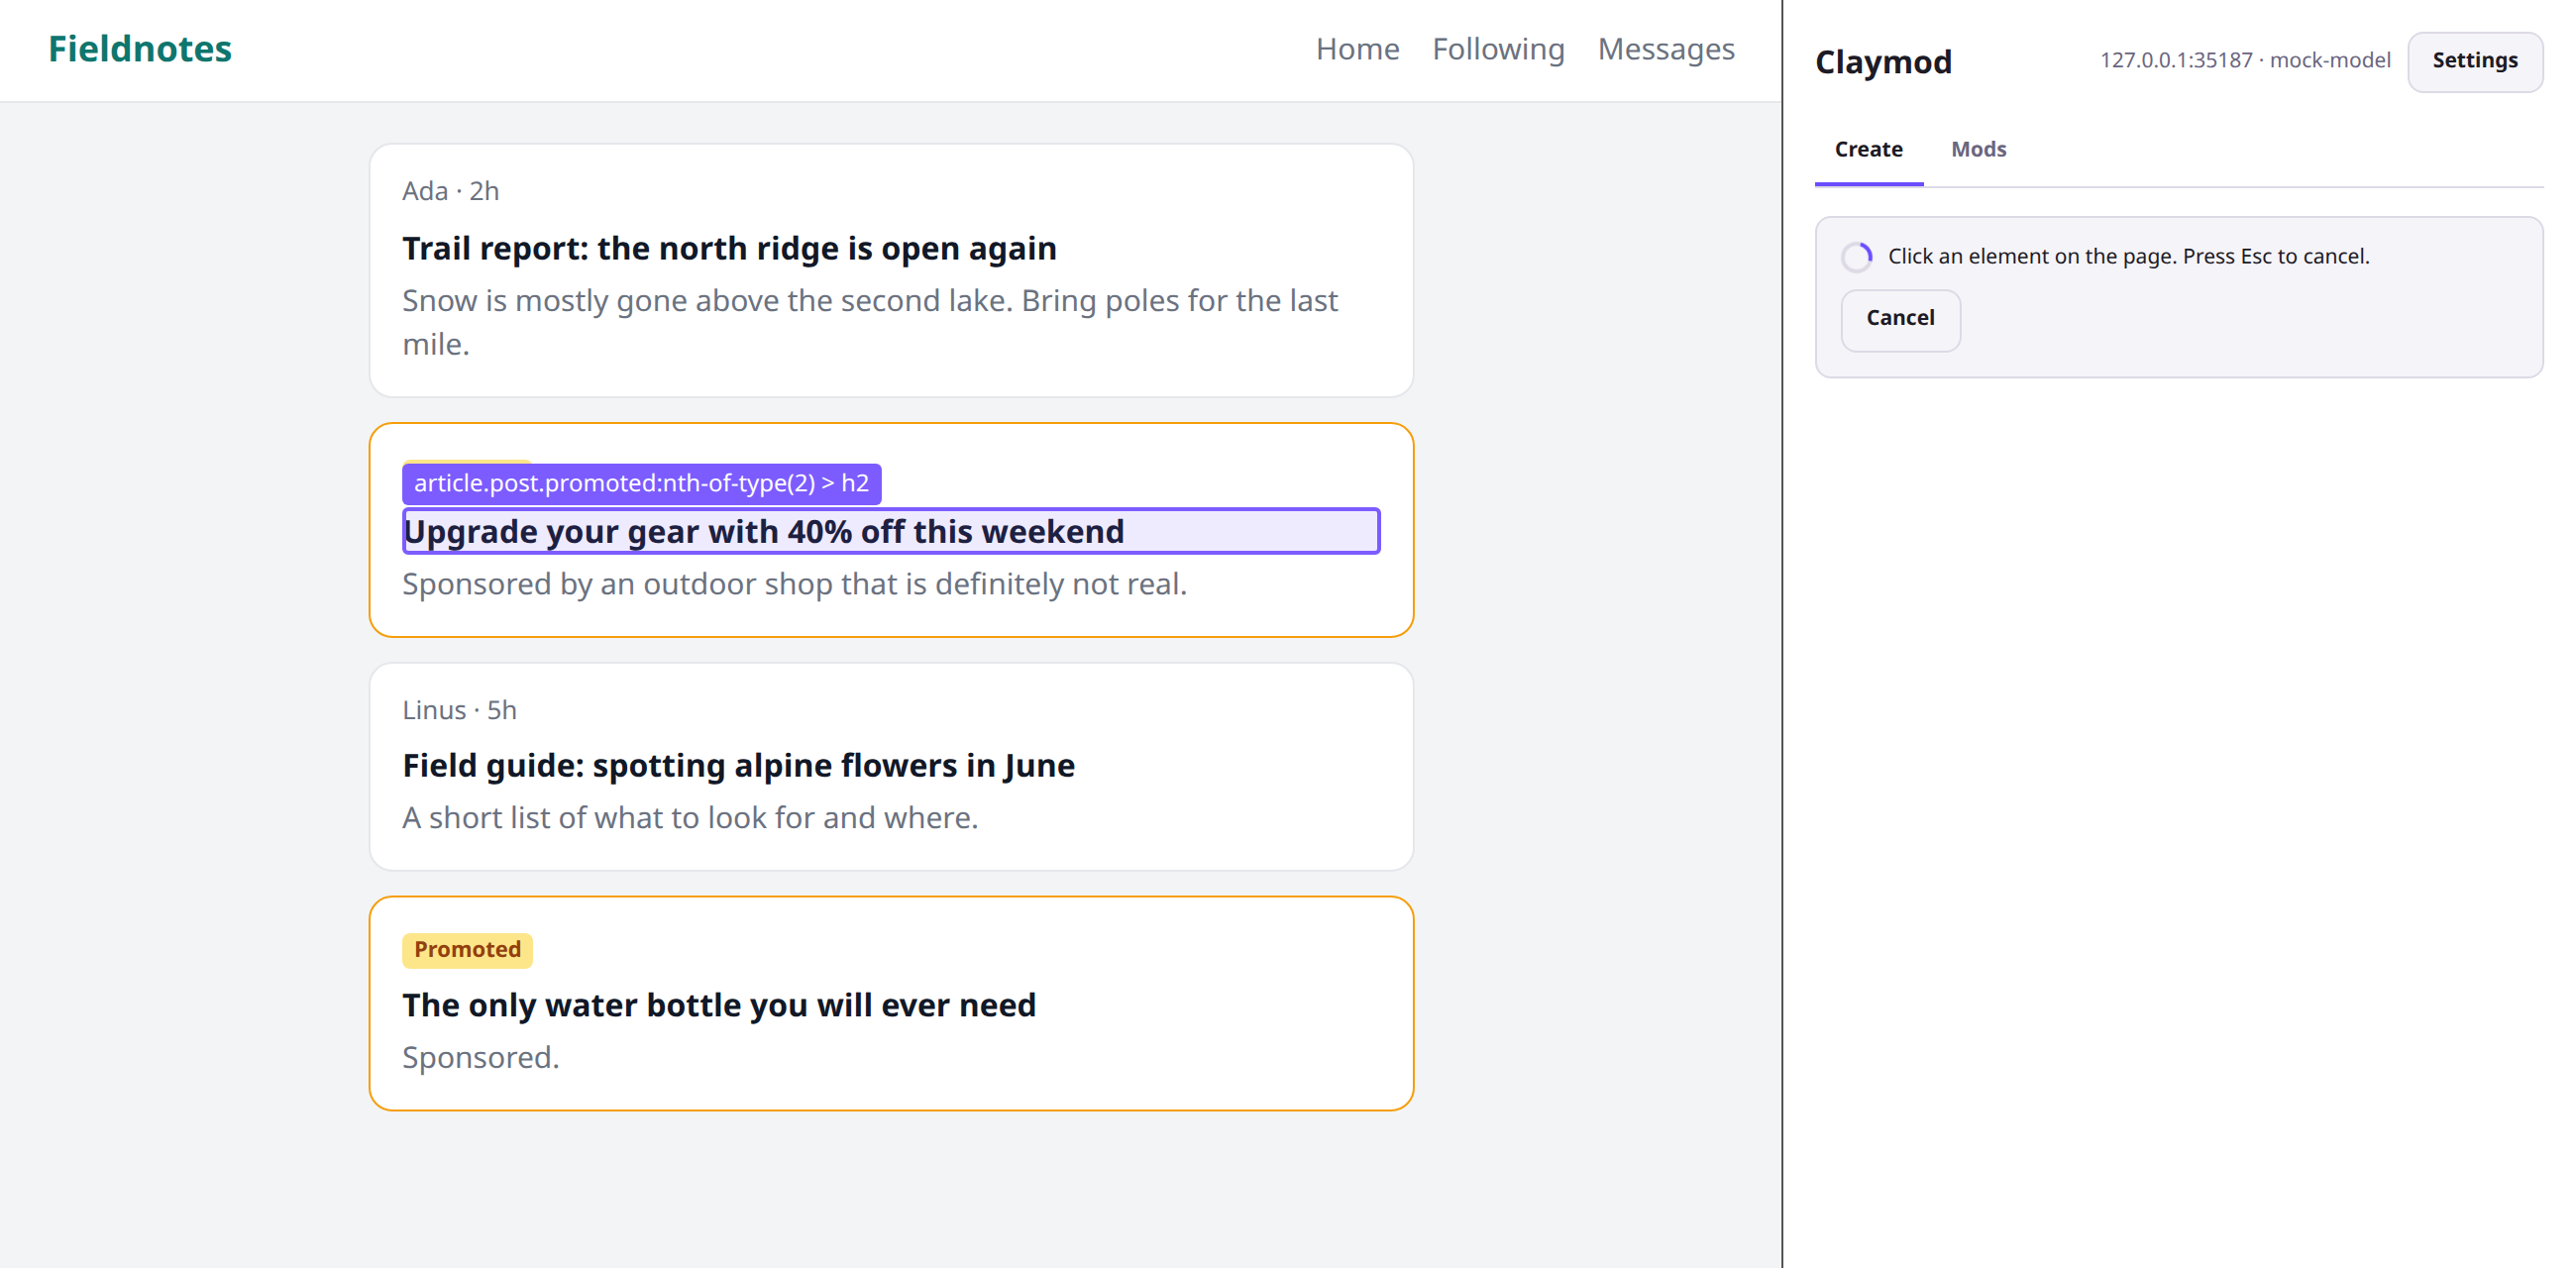 Fieldnotes
Home Following Messages
Ada · 2h
Trail report: the north ridge is open again
Snow is mostly gone above the second lake. Bring poles for the last
mile.
article.post.promoted:nth-of-type(2) > h2
Upgrade your gear with 40% off this weekend
Sponsored by an outdoor shop that is definitely not real.
Linus · 5h
Field guide: spotting alpine flowers in June
A short list of what to look for and where.
Promoted
The only water bottle you will ever need
Sponsored.
Claymod
127.0.0.1:35187 · mock-model
Settings
Create Mods
Click an element on the page. Press Esc to cancel.
Cancel